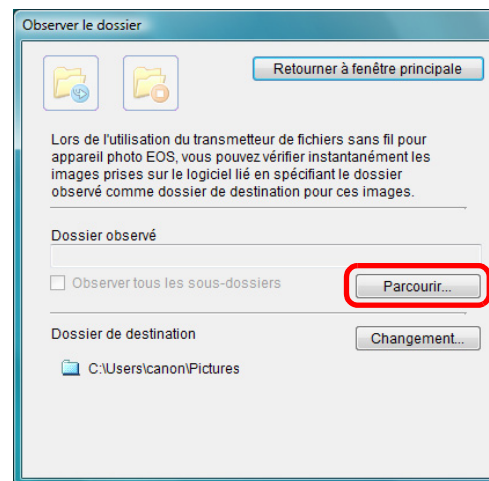 Observer le dossier
Retourner à fenêtre principale
Lors de l'utilisation du transmetteur de fichiers sans fil pour
appareil photo EOS, vous pouvez vérifier instantanément les
images prises sur le logiciel lié en spécifiant le dossier
observé comme dossier de destination pour ces images.
Dossier observé
Observer tous les sous-dossiers
Parcourir...
Dossier de destination
Changement...
C:\Users\canon\Pictures